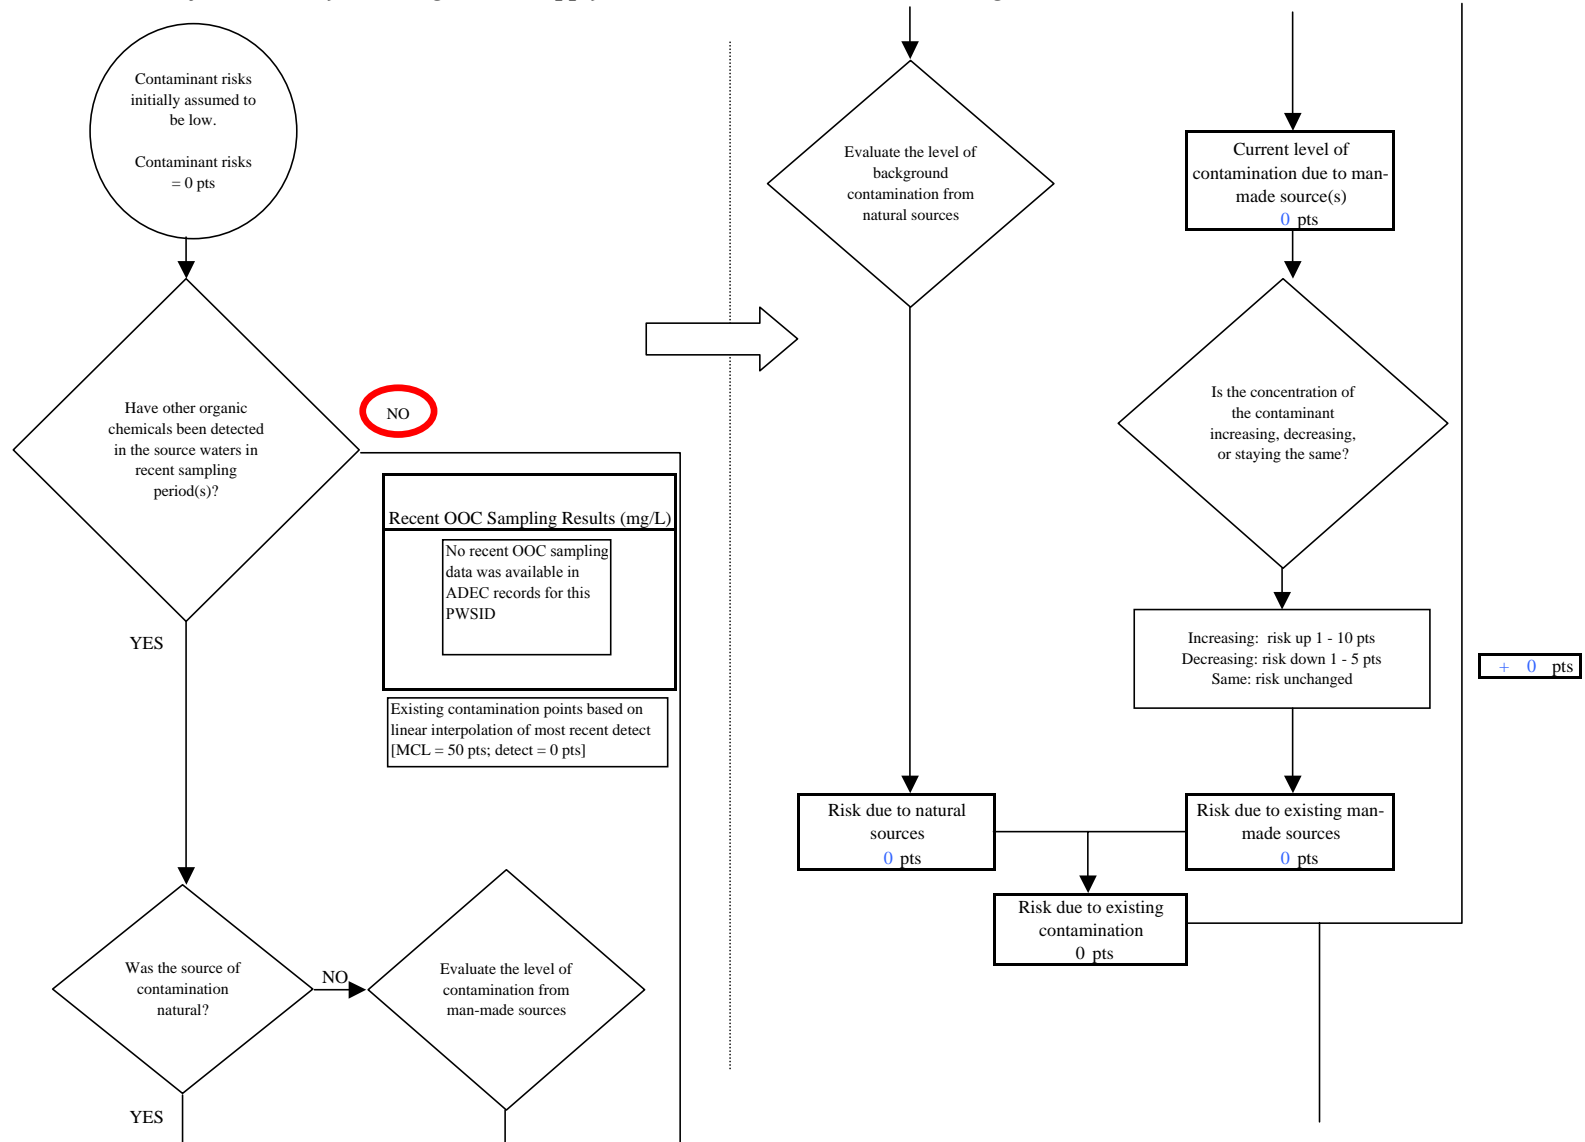 Contaminant risks
initially assumed to
be low.
Contaminant risks
= 0 pts
Have other organic
chemicals been detected
in the source waters in
recent sampling
period(s)?
NO
YES
Recent OOC Sampling Results (mg/L)
No recent OOC sampling
data was available in
ADEC records for this
PWSID
Existing contamination points based on
linear interpolation of most recent detect
[MCL = 50 pts; detect = 0 pts]
Was the source of
contamination
natural?
NO
YES
Evaluate the level of
contamination from
man-made sources
Evaluate the level of
background
contamination from
natural sources
Current level of
contamination due to man-
made source(s)
0 pts
Is the concentration of
the contaminant
increasing, decreasing,
or staying the same?
Increasing: risk up 1 - 10 pts
Decreasing: risk down 1 - 5 pts
Same: risk unchanged
+ 0 pts
Risk due to natural
sources
0 pts
Risk due to existing man-
made sources
0 pts
Risk due to existing
contamination
0 pts